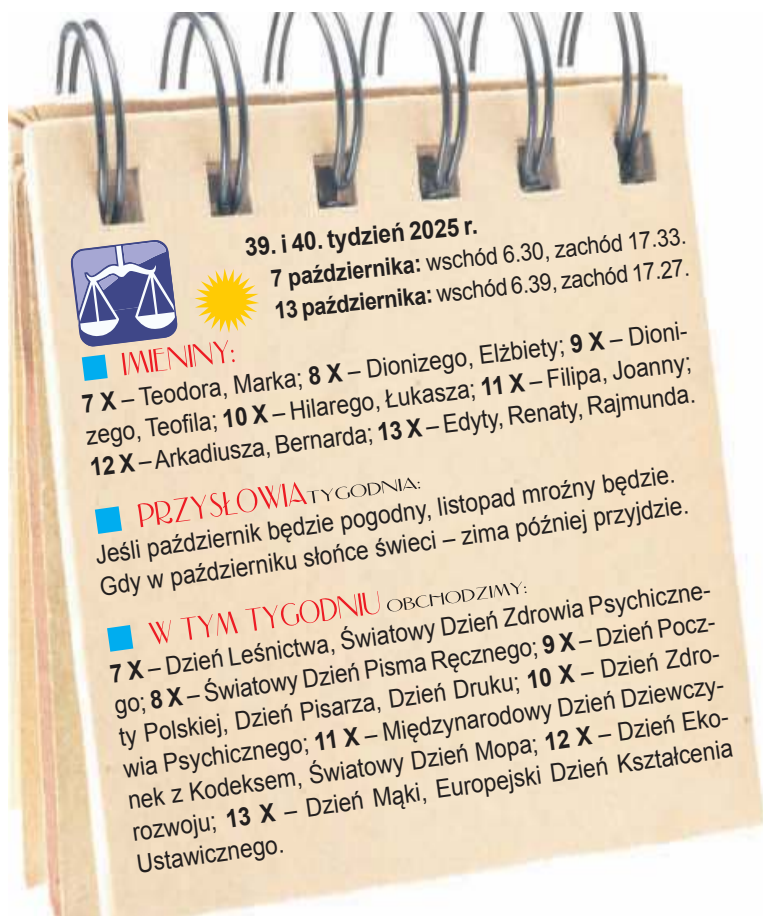 39. i 40. tydzień 2025 r.
7 października: wschód 6.30, zachód 17.33.
13 października: wschód 6.39, zachód 17.27.
IMIENINY:
7 X – Teodora, Marka; 8 X – Dionizego, Elżbiety; 9 X – Dioni-
zego, Teofila; 10 X – Hilarego, Łukasza; 11 X – Filipa, Joanny;
12 X – Arkadiusza, Bernarda; 13 X – Edyty, Renaty, Rajmunda.
PRZYSŁOWIA TYGODNIA:
Jeśli październik będzie pogodny, listopad mroźny będzie.
Gdy w październiku słońce świeci – zima później przyjdzie.
W TYM TYGODNIU OBCHODZIMY:
7 X – Dzień Leśnictwa, Światowy Dzień Zdrowia Psychiczne-
go; 8 X – Światowy Dzień Pisma Ręcznego; 9 X – Dzień Pocz-
ty Polskiej, Dzień Pisarza, Dzień Druku; 10 X – Dzień Zdro-
wia Psychicznego; 11 X – Międzynarodowy Dzień Dziewczy-
nek z Kodeksem, Światowy Dzień Mopa; 12 X – Dzień Eko-
rozwoju; 13 X – Dzień Mąki, Europejski Dzień Kształcenia
Ustawicznego.